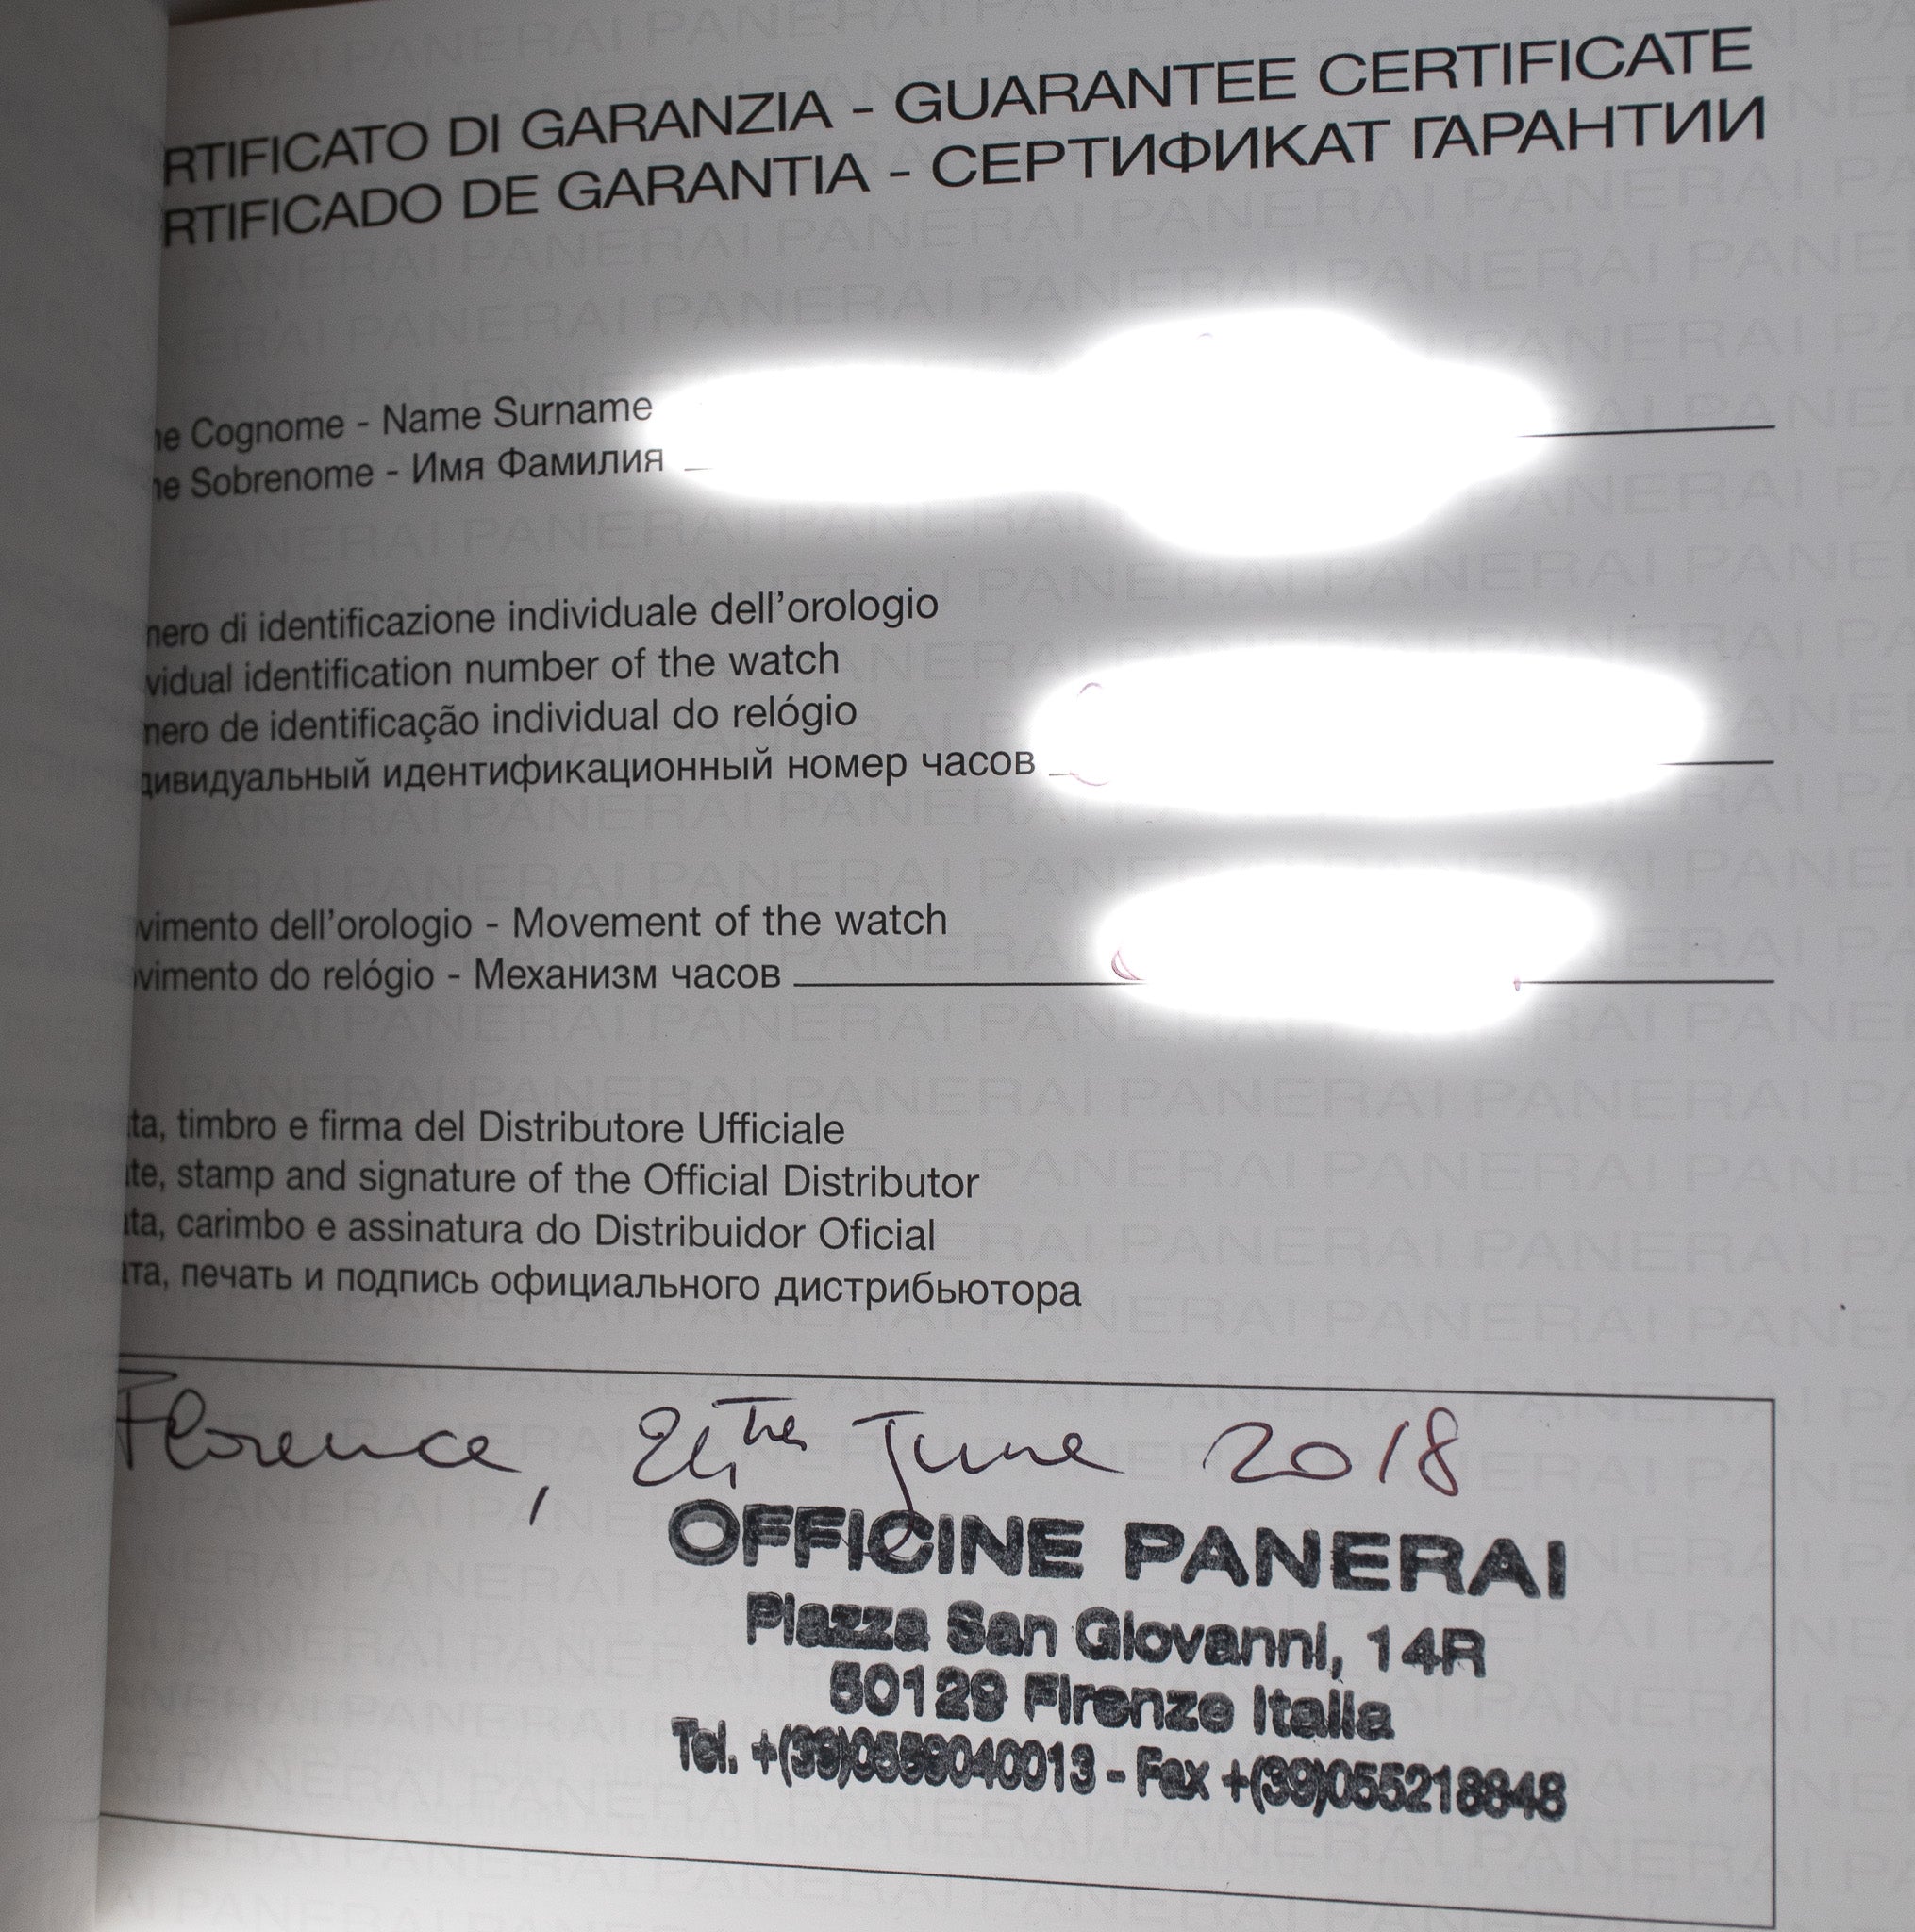 RTIFICATO DI GARANZIA - GUARANTEE CERTIFICATE
RTIFICADO DE GARANTIA - СЕРТИФИКАТ ГАРАНТИИ
ne Cognome - Name Surname
ne Sobrenome - Имя Фамилия
nero di identificazione individuale dell'orologio
vidual identification number of the watch
nero de identificação individual do relógio
дивидуальный идентификационный номер часов
vimento dell'orologio - Movement of the watch
vimento do relógio - Механизм часов
ta, timbro e firma del Distributore Ufficiale
te, stamp and signature of the Official Distributor
ta, carimbo e assinatura do Distribuidor Oficial
та, печать и подпись официального дистрибьютора
Florence, June 2018
OFFICINE PANERAI
Piazza San Giovanni, 14R
50129 Firenze Italia
Tel. +(39)0559040013 - Fax +(39)055218848